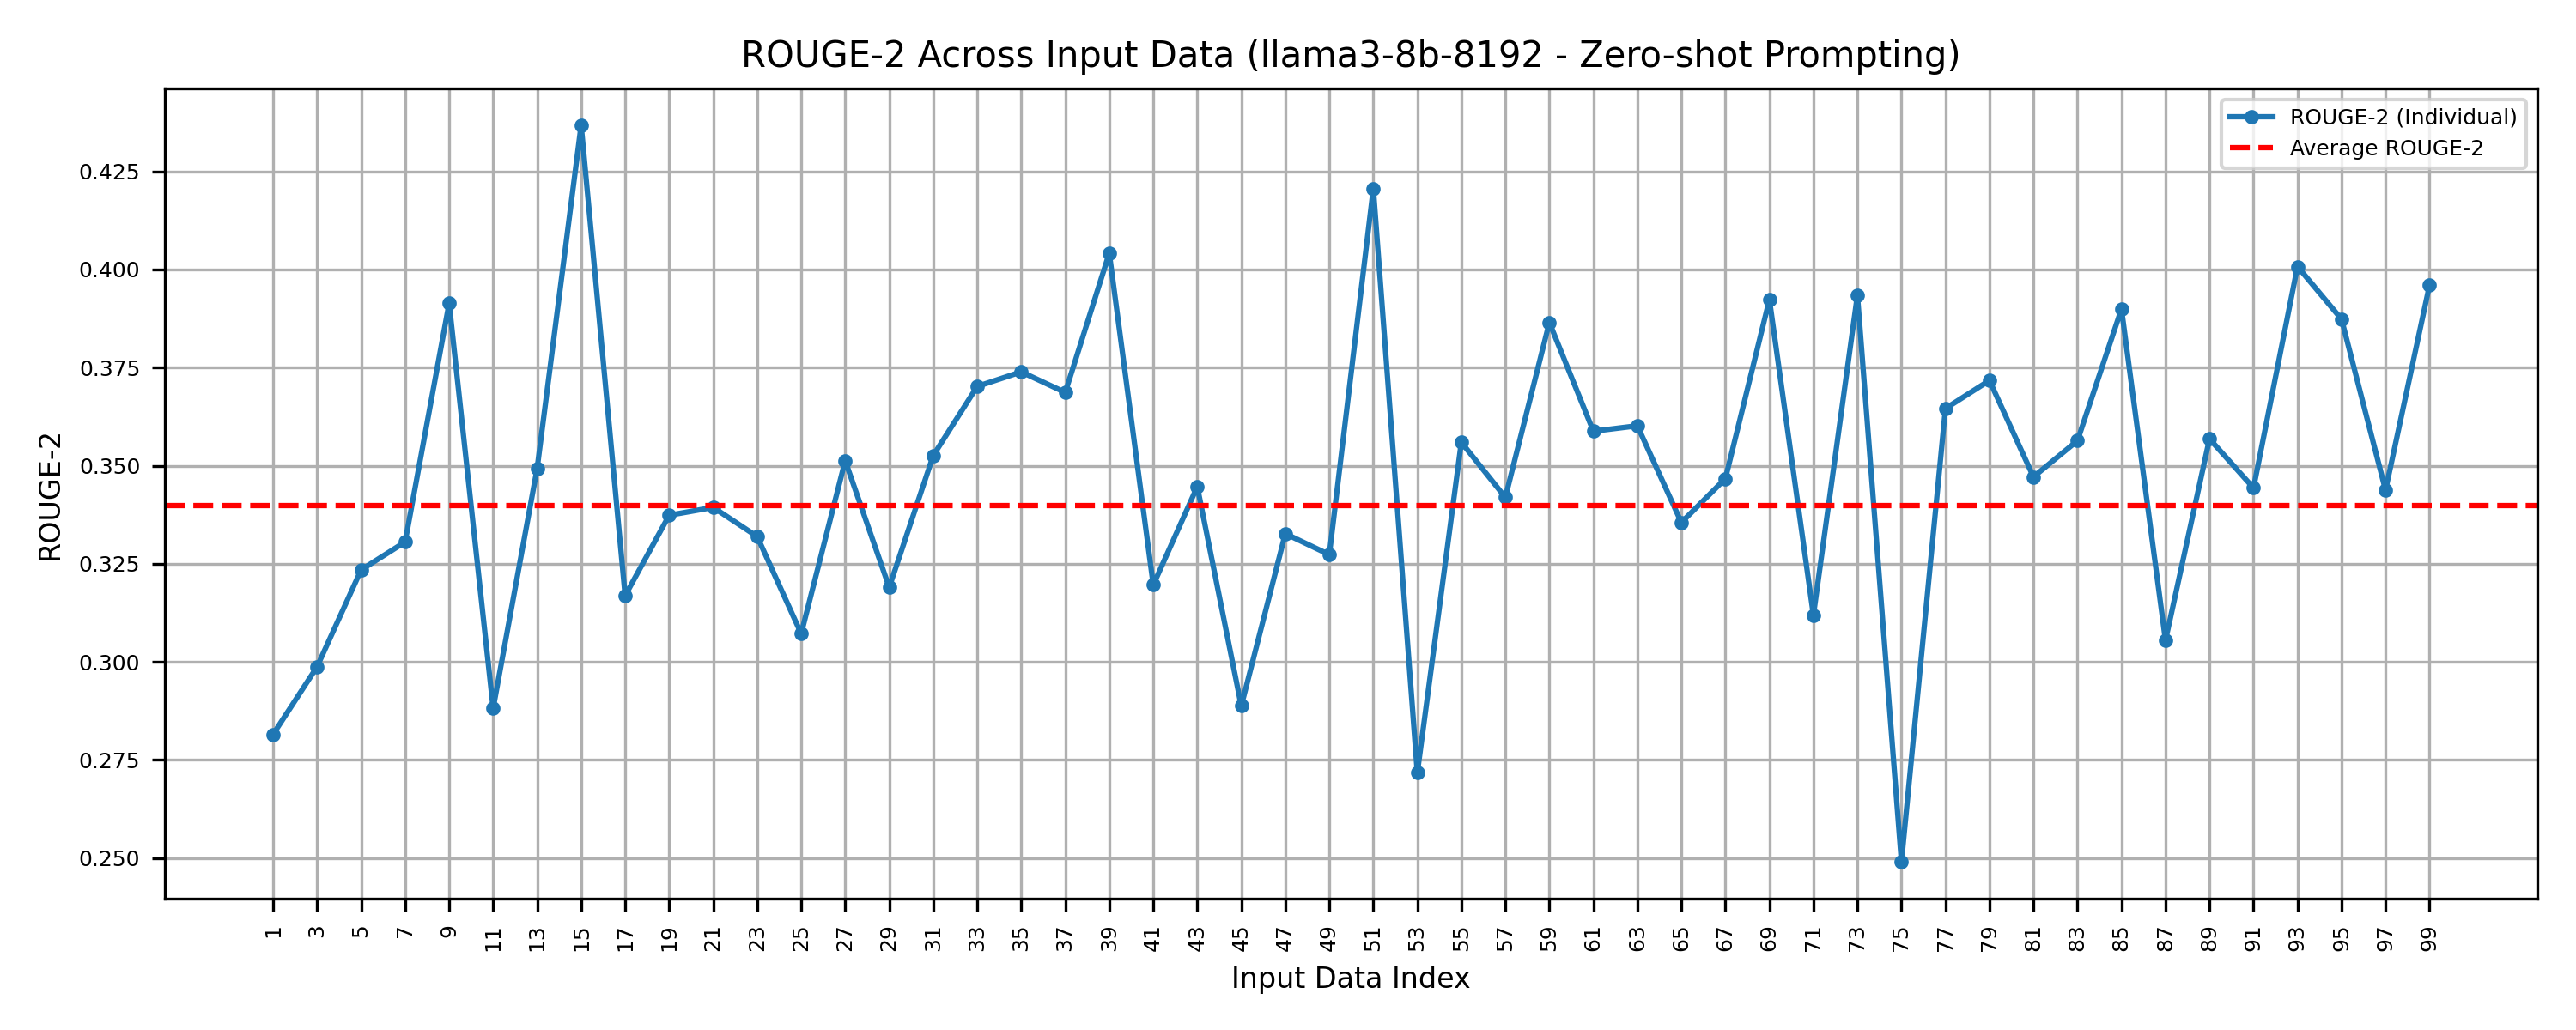 ROUGE-2 Across Input Data (llama3-8b-8192 - Zero-shot Prompting)
ROUGE-2 (Individual)
Average ROUGE-2
0.425
0.400
0.375
0.350
0.325
0.300
0.275
0.250
ROUGE-2
1 3 5 7 9 11 13 15 17 19 21 23 25 27 29 31 33 35 37 39 41 43 45 47 49 51 53 55 57 59 61 63 65 67 69 71 73 75 77 79 81 83 85 87 89 91 93 95 97 99
Input Data Index